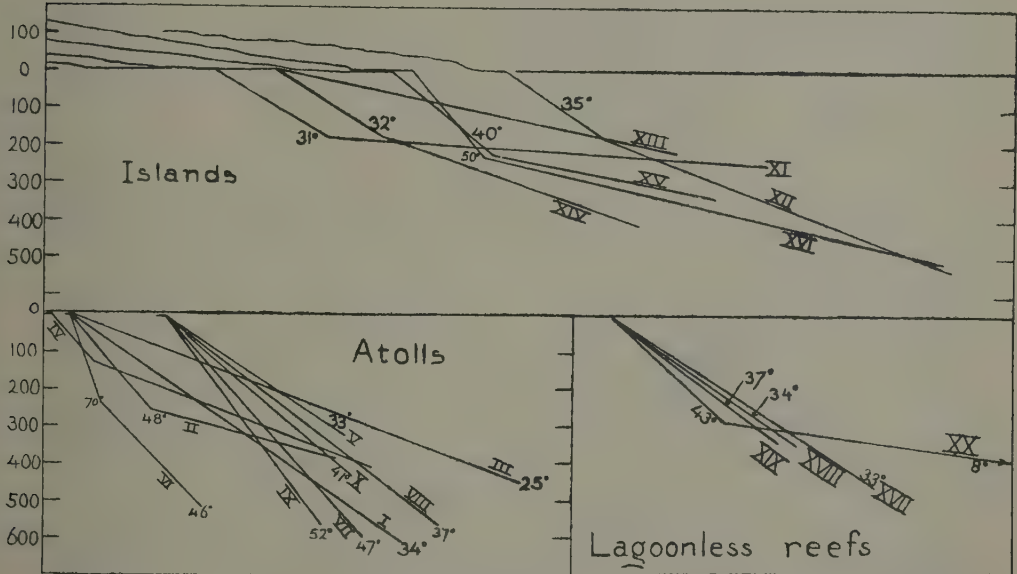 100
0
100
200
300
400
500
Islands
31°
32°
40°
50°
35°
XIII
XI
XV
XII
XIV
XVI
0
100
200
300
400
500
600
Atolls
IV
70°
48°
II
VI
46°
33°
V
III
25°
41°
X
VIII
IX
VII
I
52°
47°
34°
37°
37°
34°
43°
XX
8°
XIX
XVIII
33°
XVII
Lagoonless reefs